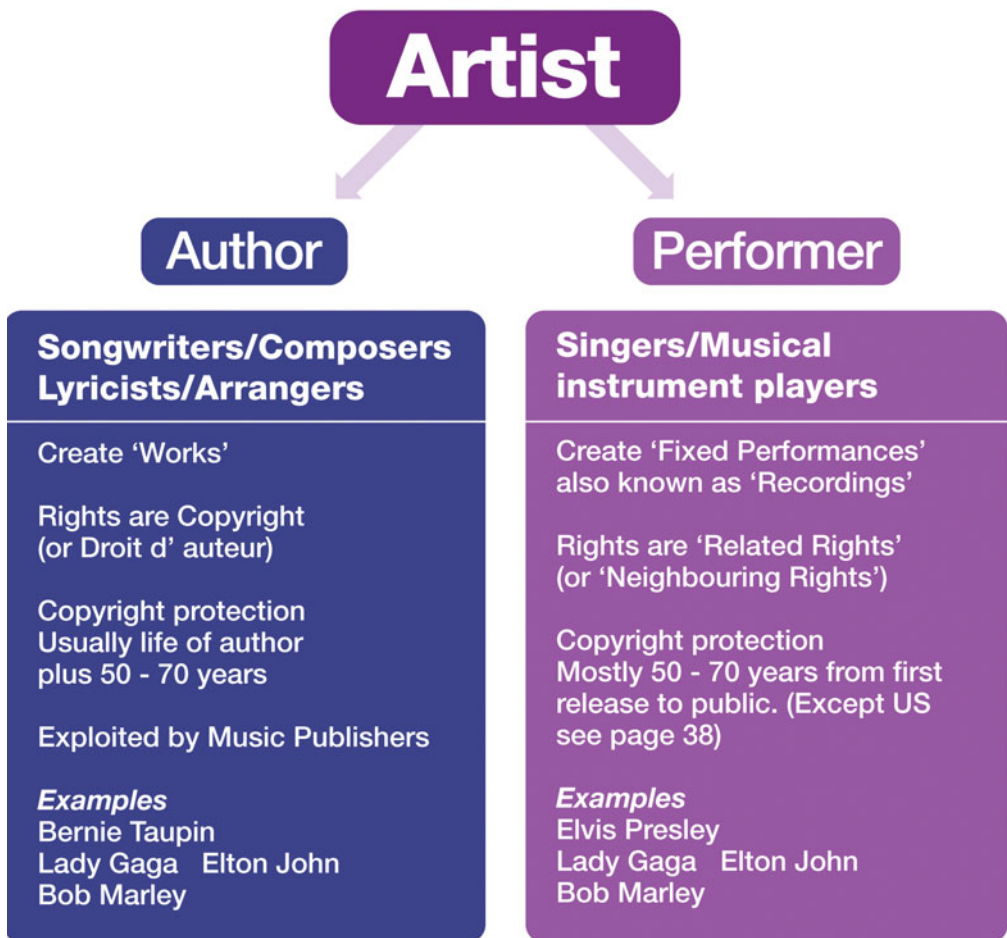 Artist
Author
Songwriters/Composers
Lyricists/Arrangers
Create ‘Works’
Rights are Copyright
(or Droit d’ auteur)
Copyright protection
Usually life of author
plus 50 - 70 years
Exploited by Music Publishers
Examples
Bernie Taupin
Lady Gaga Elton John
Bob Marley
Performer
Singers/Musical
instrument players
Create ‘Fixed Performances’
also known as ‘Recordings’
Rights are ‘Related Rights’
(or ‘Neighbouring Rights’)
Copyright protection
Mostly 50 - 70 years from first
release to public. (Except US
see page 38)
Examples
Elvis Presley
Lady Gaga Elton John
Bob Marley